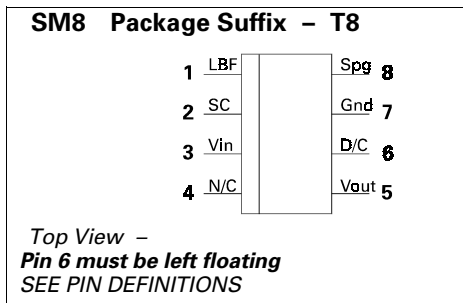 SM8 Package Suffix – T8
1 LBF Spg 8
2 SC Gnd 7
3 Vin D/C 6
4 N/C Vout 5
Top View –
Pin 6 must be left floating
SEE PIN DEFINITIONS